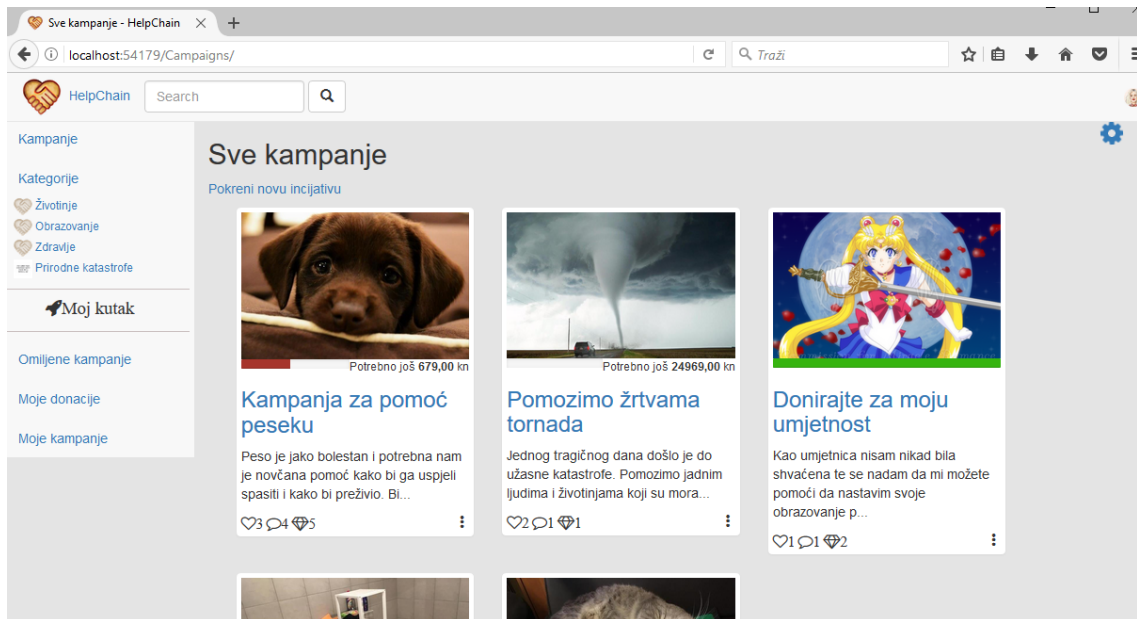 Sve kampanje - HelpChain
localhost:54179/Campaigns/
Traži
HelpChain
Search
Kampanje
Kategorije
Životinje
Obrazovanje
Zdravlje
Prirodne katastrofe
Moj kutak
Omiljene kampanje
Moje donacije
Moje kampanje
Sve kampanje
Pokreni novu incijativu
Potrebno još 679,00 kn
Kampanja za pomoć
peseku
Peso je jako bolestan i potrebna nam
je novčana pomoć kako bi ga uspjeli
spasiti i kako bi preživio. Bi...
3 4 5
Potrebno još 24969,00 kn
Pomozimo žrtvama
tornada
Jednog tragičnog dana došlo je do
užasne katastrofe. Pomozimo jadnim
ljudima i životinjama koji su mora...
2 1 1
Donirajte za moju
umjetnost
Kao umjetnica nisam nikad bila
shvaćena te se nadam da mi možete
pomoći da nastavim svoje
obrazovanje p...
1 1 2